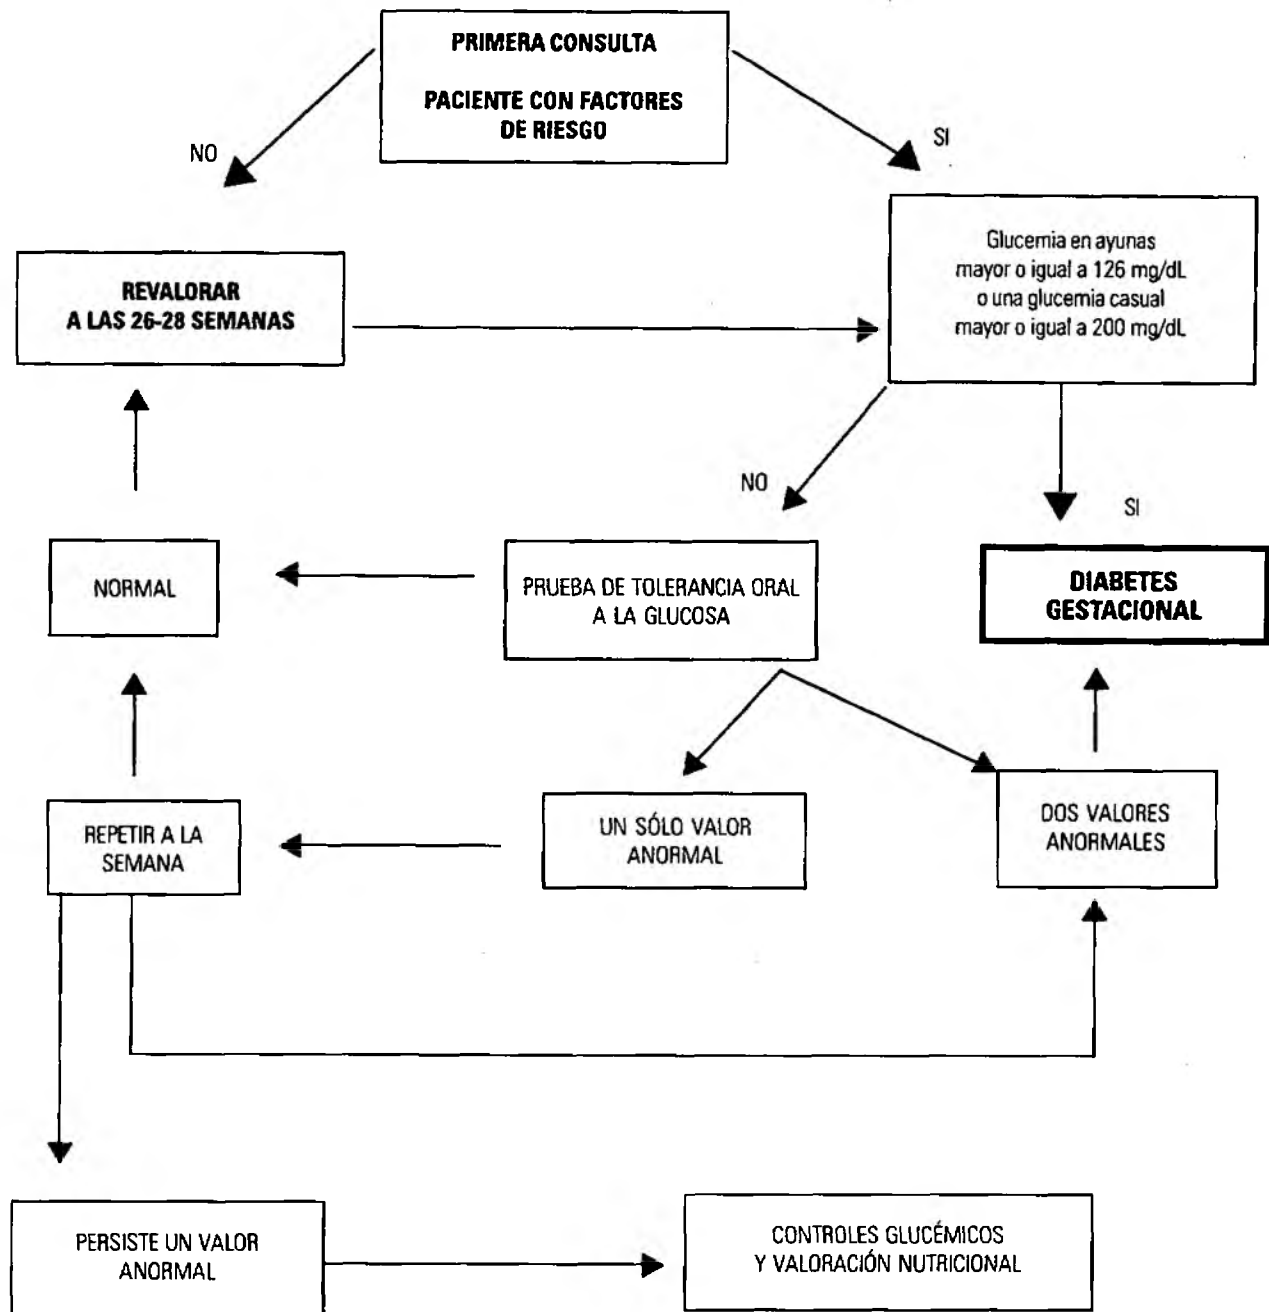 PRIMERA CONSULTA
PACIENTE CON FACTORES
DE RIESGO
NO
SI
REVALORAR
A LAS 26-28 SEMANAS
Glucemia en ayunas
mayor o igual a 126 mg/dL
o una glucemia casual
mayor o igual a 200 mg/dL
NO
SI
NORMAL
PRUEBA DE TOLERANCIA ORAL
A LA GLUCOSA
DIABETES
GESTACIONAL
REPETIR A LA
SEMANA
UN SÓLO VALOR
ANORMAL
DOS VALORES
ANORMALES
PERSISTE UN VALOR
ANORMAL
CONTROLES GLUCÉMICOS
Y VALORACIÓN NUTRICIONAL